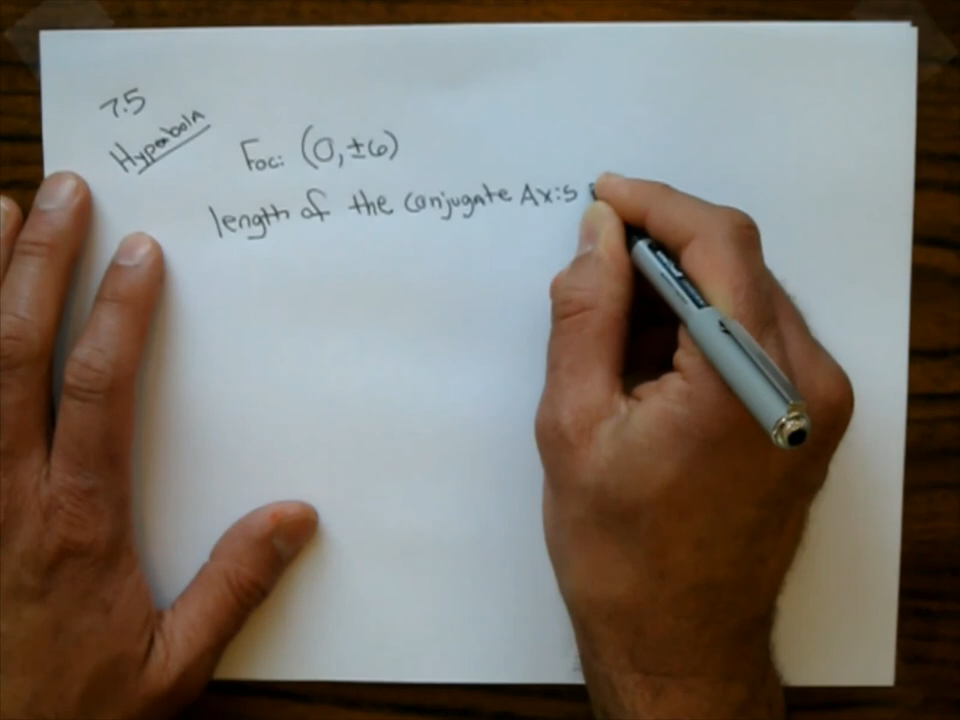 7.5
Hyperbola
Foci (0, ±6)
length of the conjugate Axis